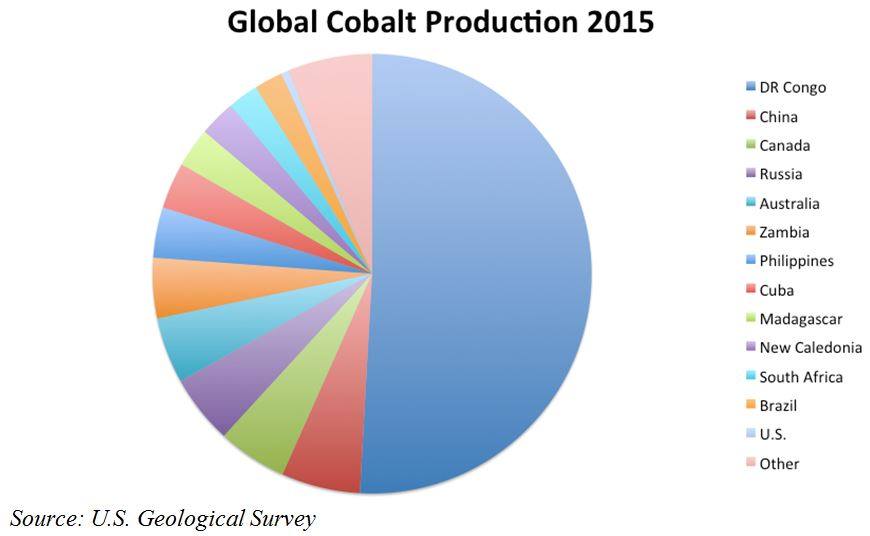 Global Cobalt Production 2015
DR Congo
China
Canada
Russia
Australia
Zambia
Philippines
Cuba
Madagascar
New Caledonia
South Africa
Brazil
U.S.
Other
Source: U.S. Geological Survey